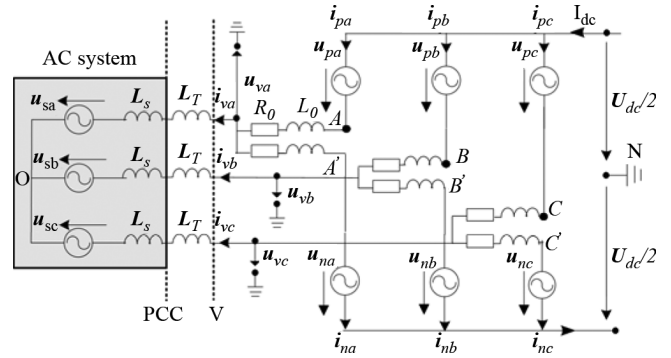 i_pa i_pb i_pc I_dc
AC system
u_pa u_pb u_pc
u_va
u_sa L_s L_T i_va R_0 L_0 A
U_dc/2
u_sb L_s L_T i_vb A' B
O N
B'
u_vb
u_sc L_s L_T i_vc C
C'
u_vc u_na u_nb u_nc U_dc/2
PCC V
i_na i_nb i_nc